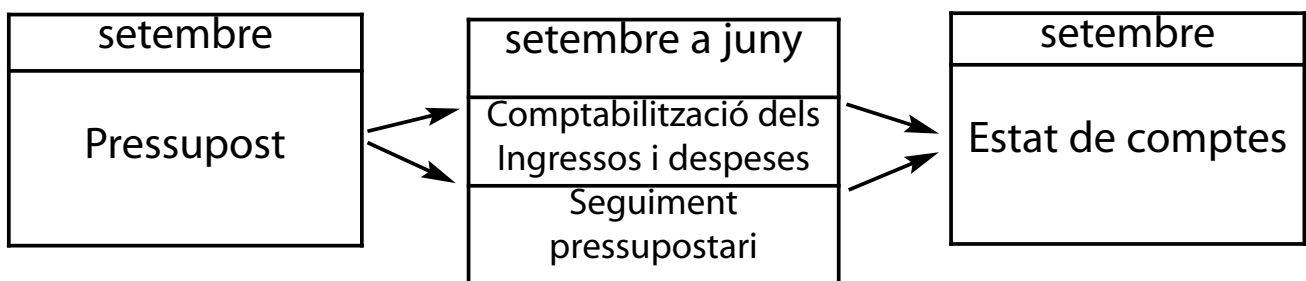 setembre
Pressupost
setembre a juny
Comptabilització dels
Ingressos i despeses
Seguiment
pressupostari
setembre
Estat de comptes